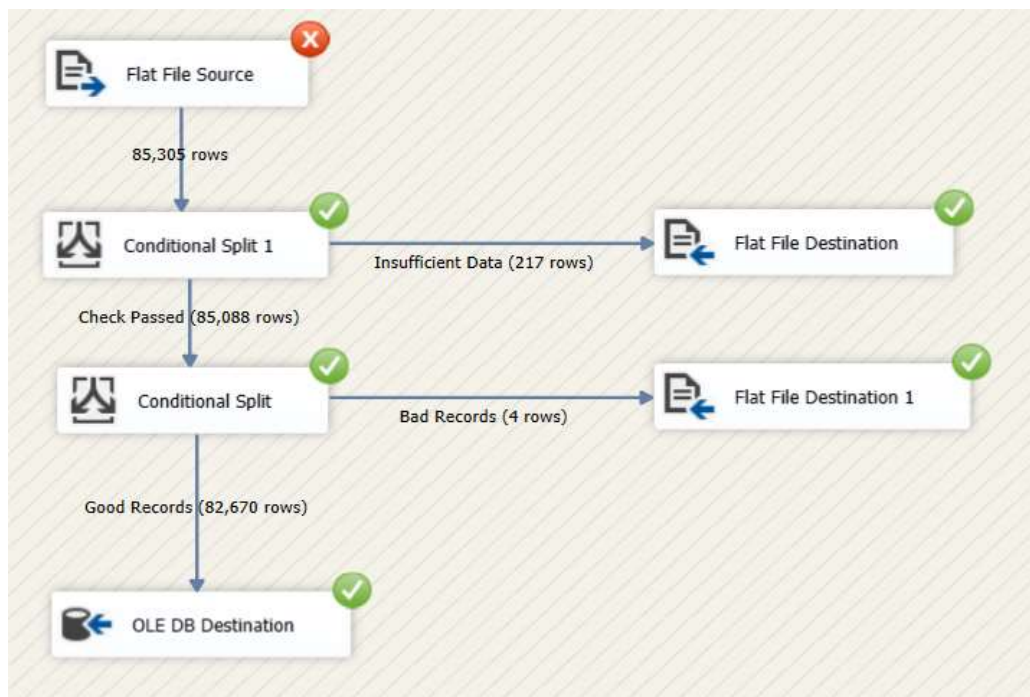 Flat File Source
85,305 rows
Conditional Split 1
Insufficient Data (217 rows)
Flat File Destination
Check Passed (85,088 rows)
Conditional Split
Bad Records (4 rows)
Flat File Destination 1
Good Records (82,670 rows)
OLE DB Destination